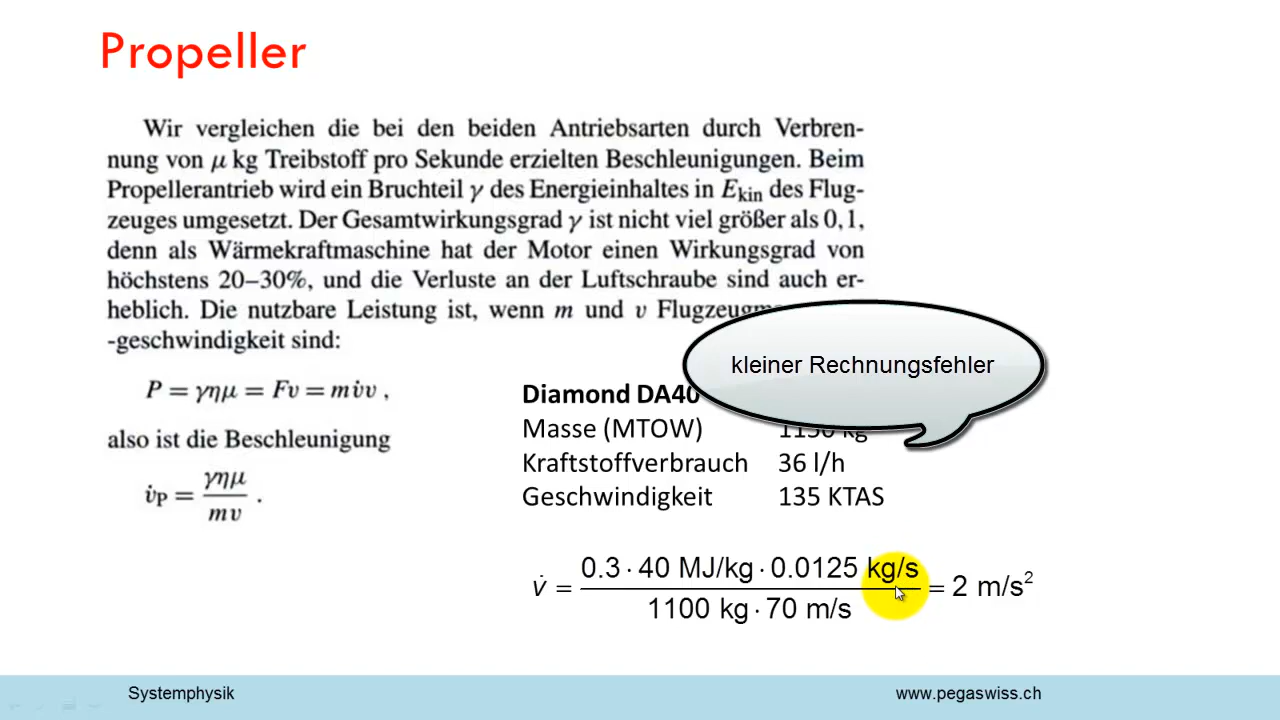 Propeller
Wir vergleichen die bei den beiden Antriebsarten durch Verbren-
nung von μ kg Treibstoff pro Sekunde erzielten Beschleunigungen. Beim
Propellerantrieb wird ein Bruchteil γ des Energieinhaltes in E_kin des Flug-
zeuges umgesetzt. Der Gesamtwirkungsgrad γ ist nicht viel größer als 0,1,
denn als Wärmekraftmaschine hat der Motor einen Wirkungsgrad von
höchstens 20–30%, und die Verluste an der Luftschraube sind auch er-
heblich. Die nutzbare Leistung ist, wenn m und v
-geschwindigkeit sind:
kleiner Rechnungsfehler
P = γημ = Fv = mv̇v ,
also ist die Beschleunigung
v̇_P = γημ / mv .
Diamond DA40
Masse (MTOW) 1150 kg
Kraftstoffverbrauch 36 l/h
Geschwindigkeit 135 KTAS
v̇ = 0.3 · 40 MJ/kg · 0.0125 kg/s / 1100 kg · 70 m/s = 2 m/s²
Systemphysik
www.pegaswiss.ch